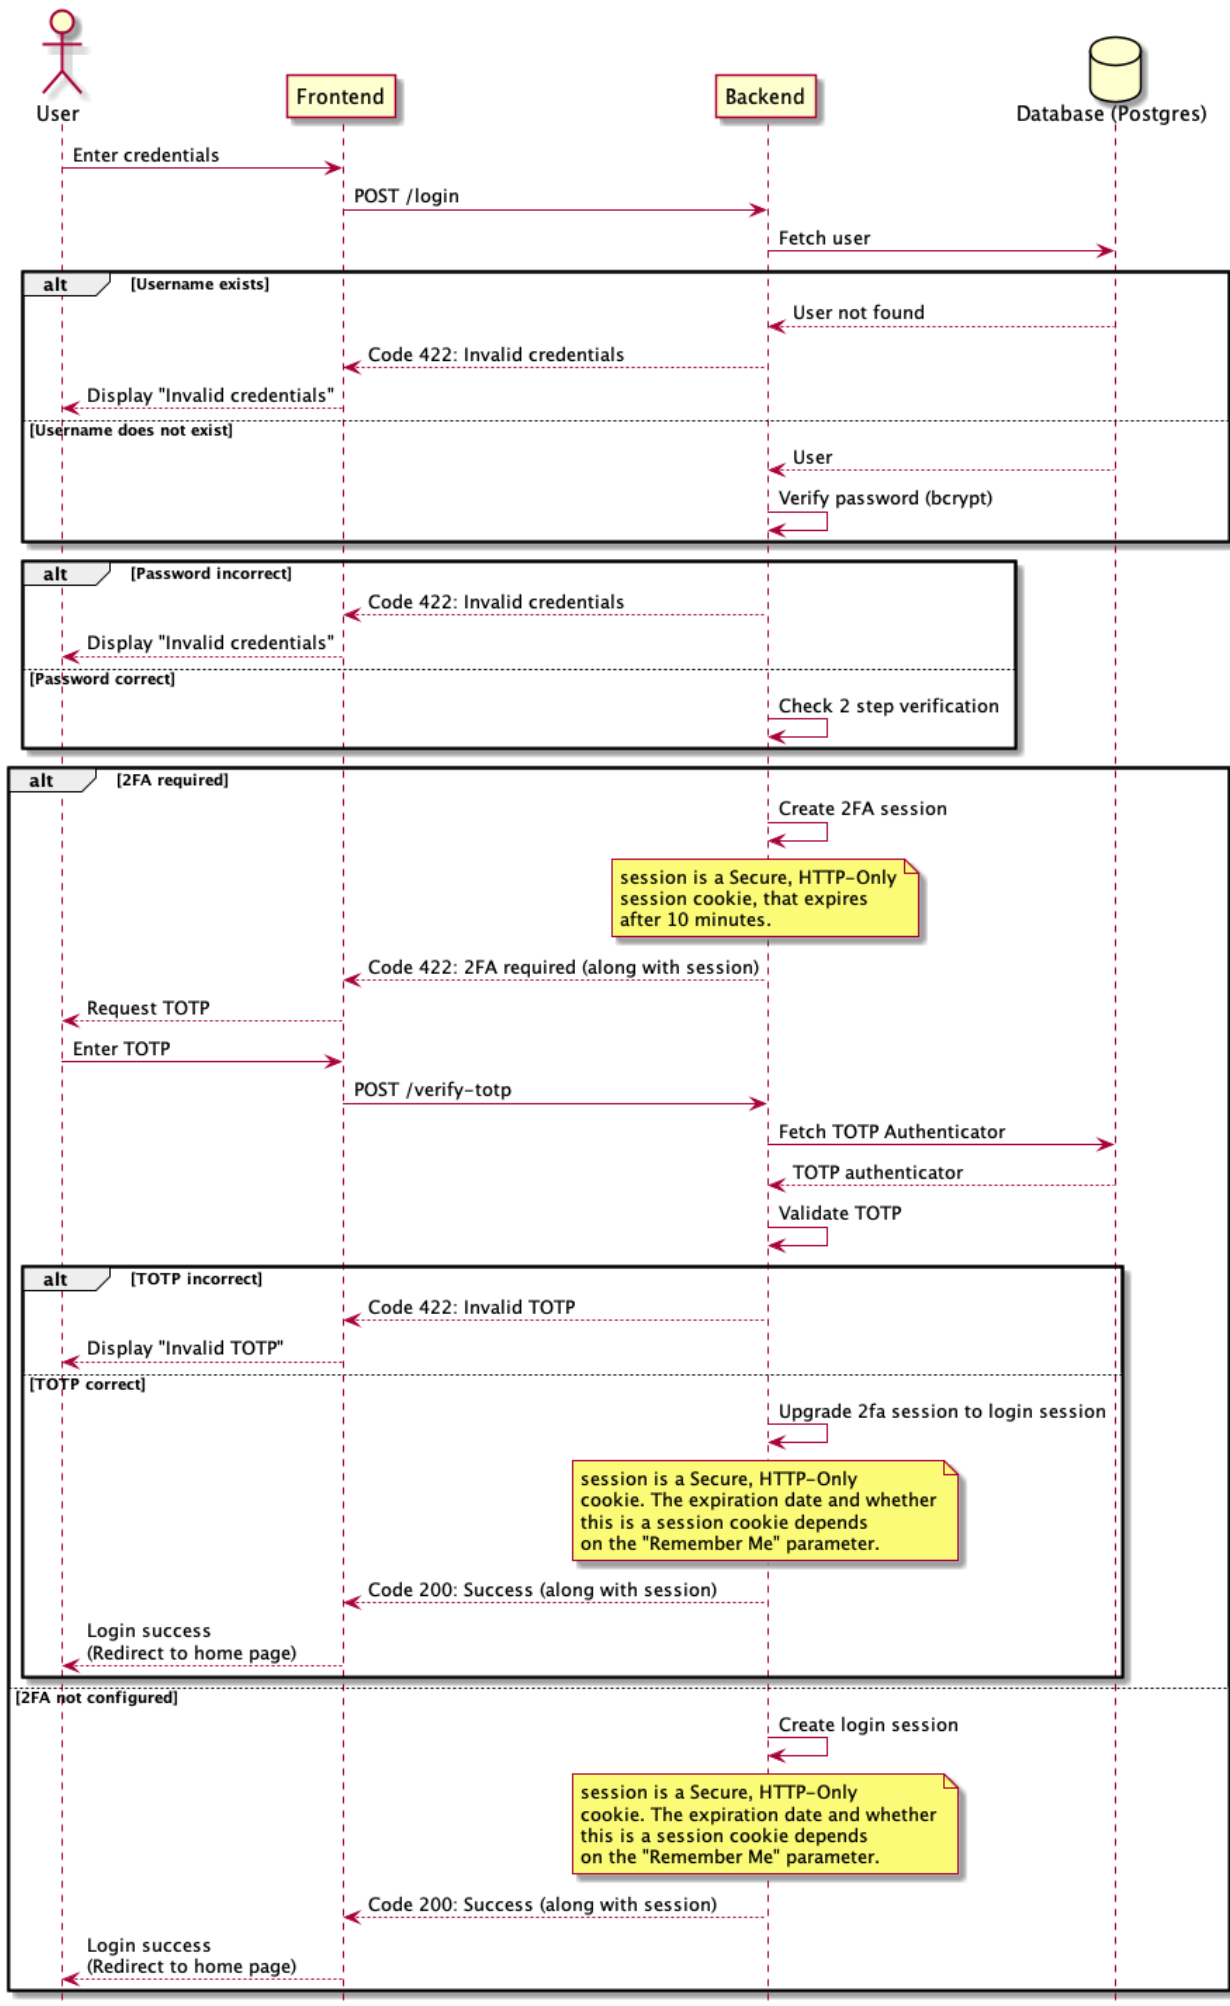 User
Frontend
Backend
Database (Postgres)
Enter credentials
POST /login
Fetch user
alt
[Username exists]
User not found
Code 422: Invalid credentials
Display "Invalid credentials"
[Username does not exist]
User
Verify password (bcrypt)
alt
[Password incorrect]
Code 422: Invalid credentials
Display "Invalid credentials"
[Password correct]
Check 2 step verification
alt
[2FA required]
Create 2FA session
session is a Secure, HTTP-Only
session cookie, that expires
after 10 minutes.
Code 422: 2FA required (along with session)
Request TOTP
Enter TOTP
POST /verify-totp
Fetch TOTP Authenticator
TOTP authenticator
Validate TOTP
alt
[TOTP incorrect]
Code 422: Invalid TOTP
Display "Invalid TOTP"
[TOTP correct]
Upgrade 2fa session to login session
session is a Secure, HTTP-Only
cookie. The expiration date and whether
this is a session cookie depends
on the "Remember Me" parameter.
Code 200: Success (along with session)
Login success
(Redirect to home page)
[2FA not configured]
Create login session
session is a Secure, HTTP-Only
cookie. The expiration date and whether
this is a session cookie depends
on the "Remember Me" parameter.
Code 200: Success (along with session)
Login success
(Redirect to home page)